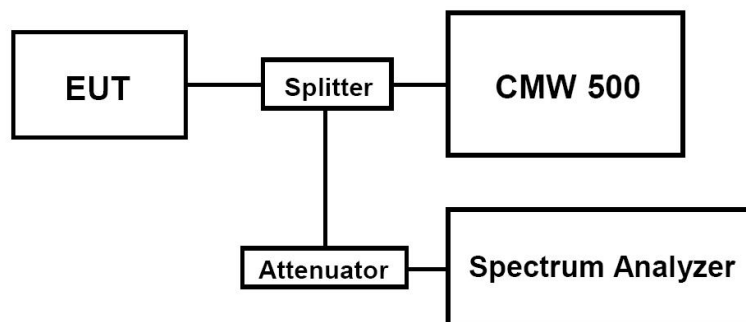 EUT
Splitter
CMW 500
Attenuator
Spectrum Analyzer